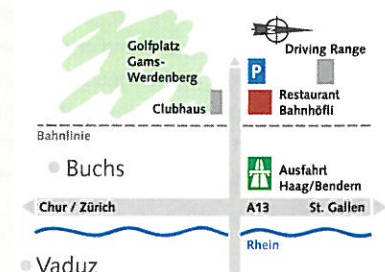 Golfplatz
Gams-
Werdenberg
Driving Range
P
Clubhaus
Restaurant
Bahnhöfli
Bahnlinie
Buchs
Ausfahrt
Haag/Bendern
Chur / Zürich
A13
St. Gallen
Rhein
Vaduz